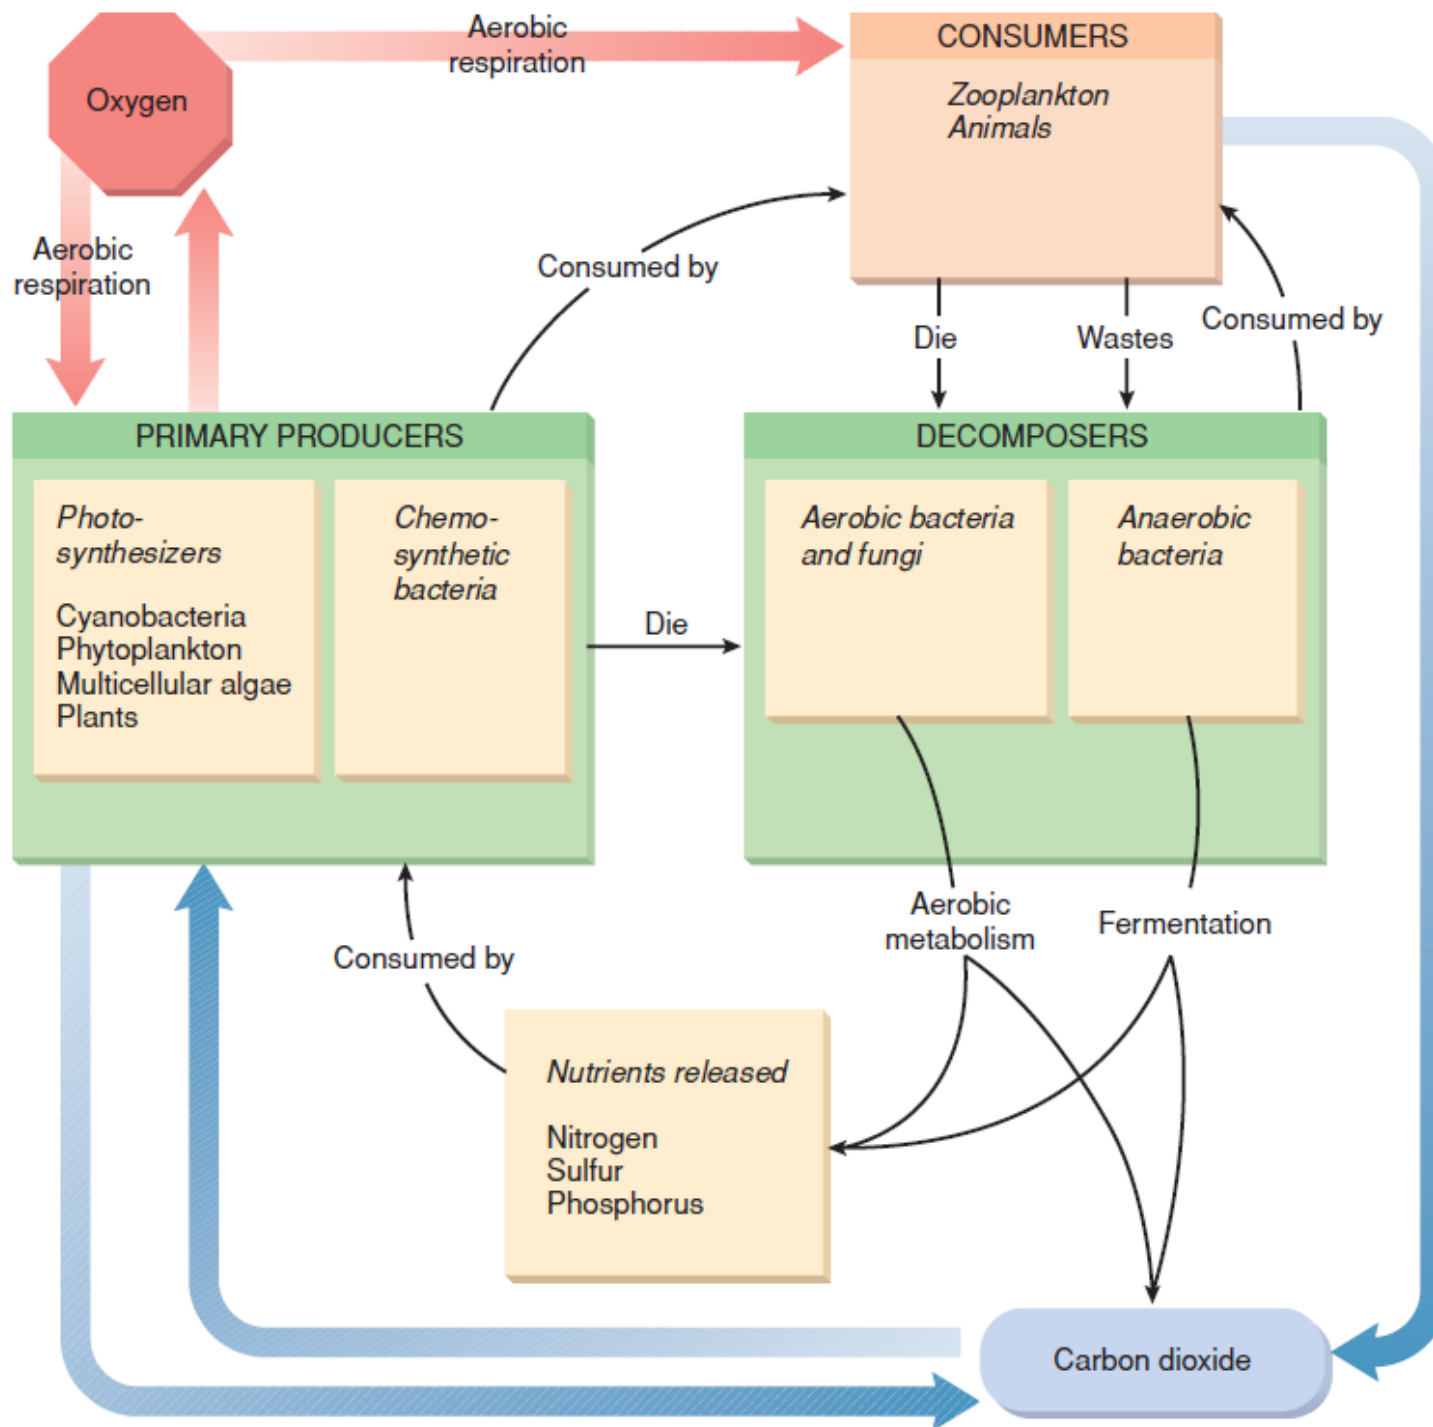 Aerobic
respiration
CONSUMERS
Zooplankton
Animals
Oxygen
Aerobic
respiration
Consumed by
Die
Wastes
Consumed by
PRIMARY PRODUCERS
Photo-
synthesizers
Cyanobacteria
Phytoplankton
Multicellular algae
Plants
Chemo-
synthetic
bacteria
Die
DECOMPOSERS
Aerobic bacteria
and fungi
Anaerobic
bacteria
Aerobic
metabolism
Fermentation
Consumed by
Nutrients released
Nitrogen
Sulfur
Phosphorus
Carbon dioxide